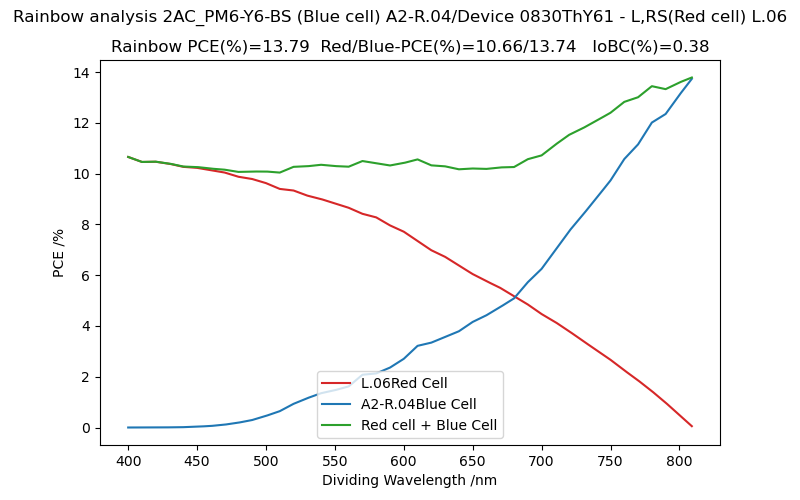 Rainbow analysis 2AC_PM6-Y6-BS (Blue cell) A2-R.04/Device 0830ThY61 - L,RS(Red cell) L.06
Rainbow PCE(%)=13.79  Red/Blue-PCE(%)=10.66/13.74   IoBC(%)=0.38
PCE /%
14
12
10
8
6
4
2
0
L.06Red Cell
A2-R.04Blue Cell
Red cell + Blue Cell
400 450 500 550 600 650 700 750 800
Dividing Wavelength /nm